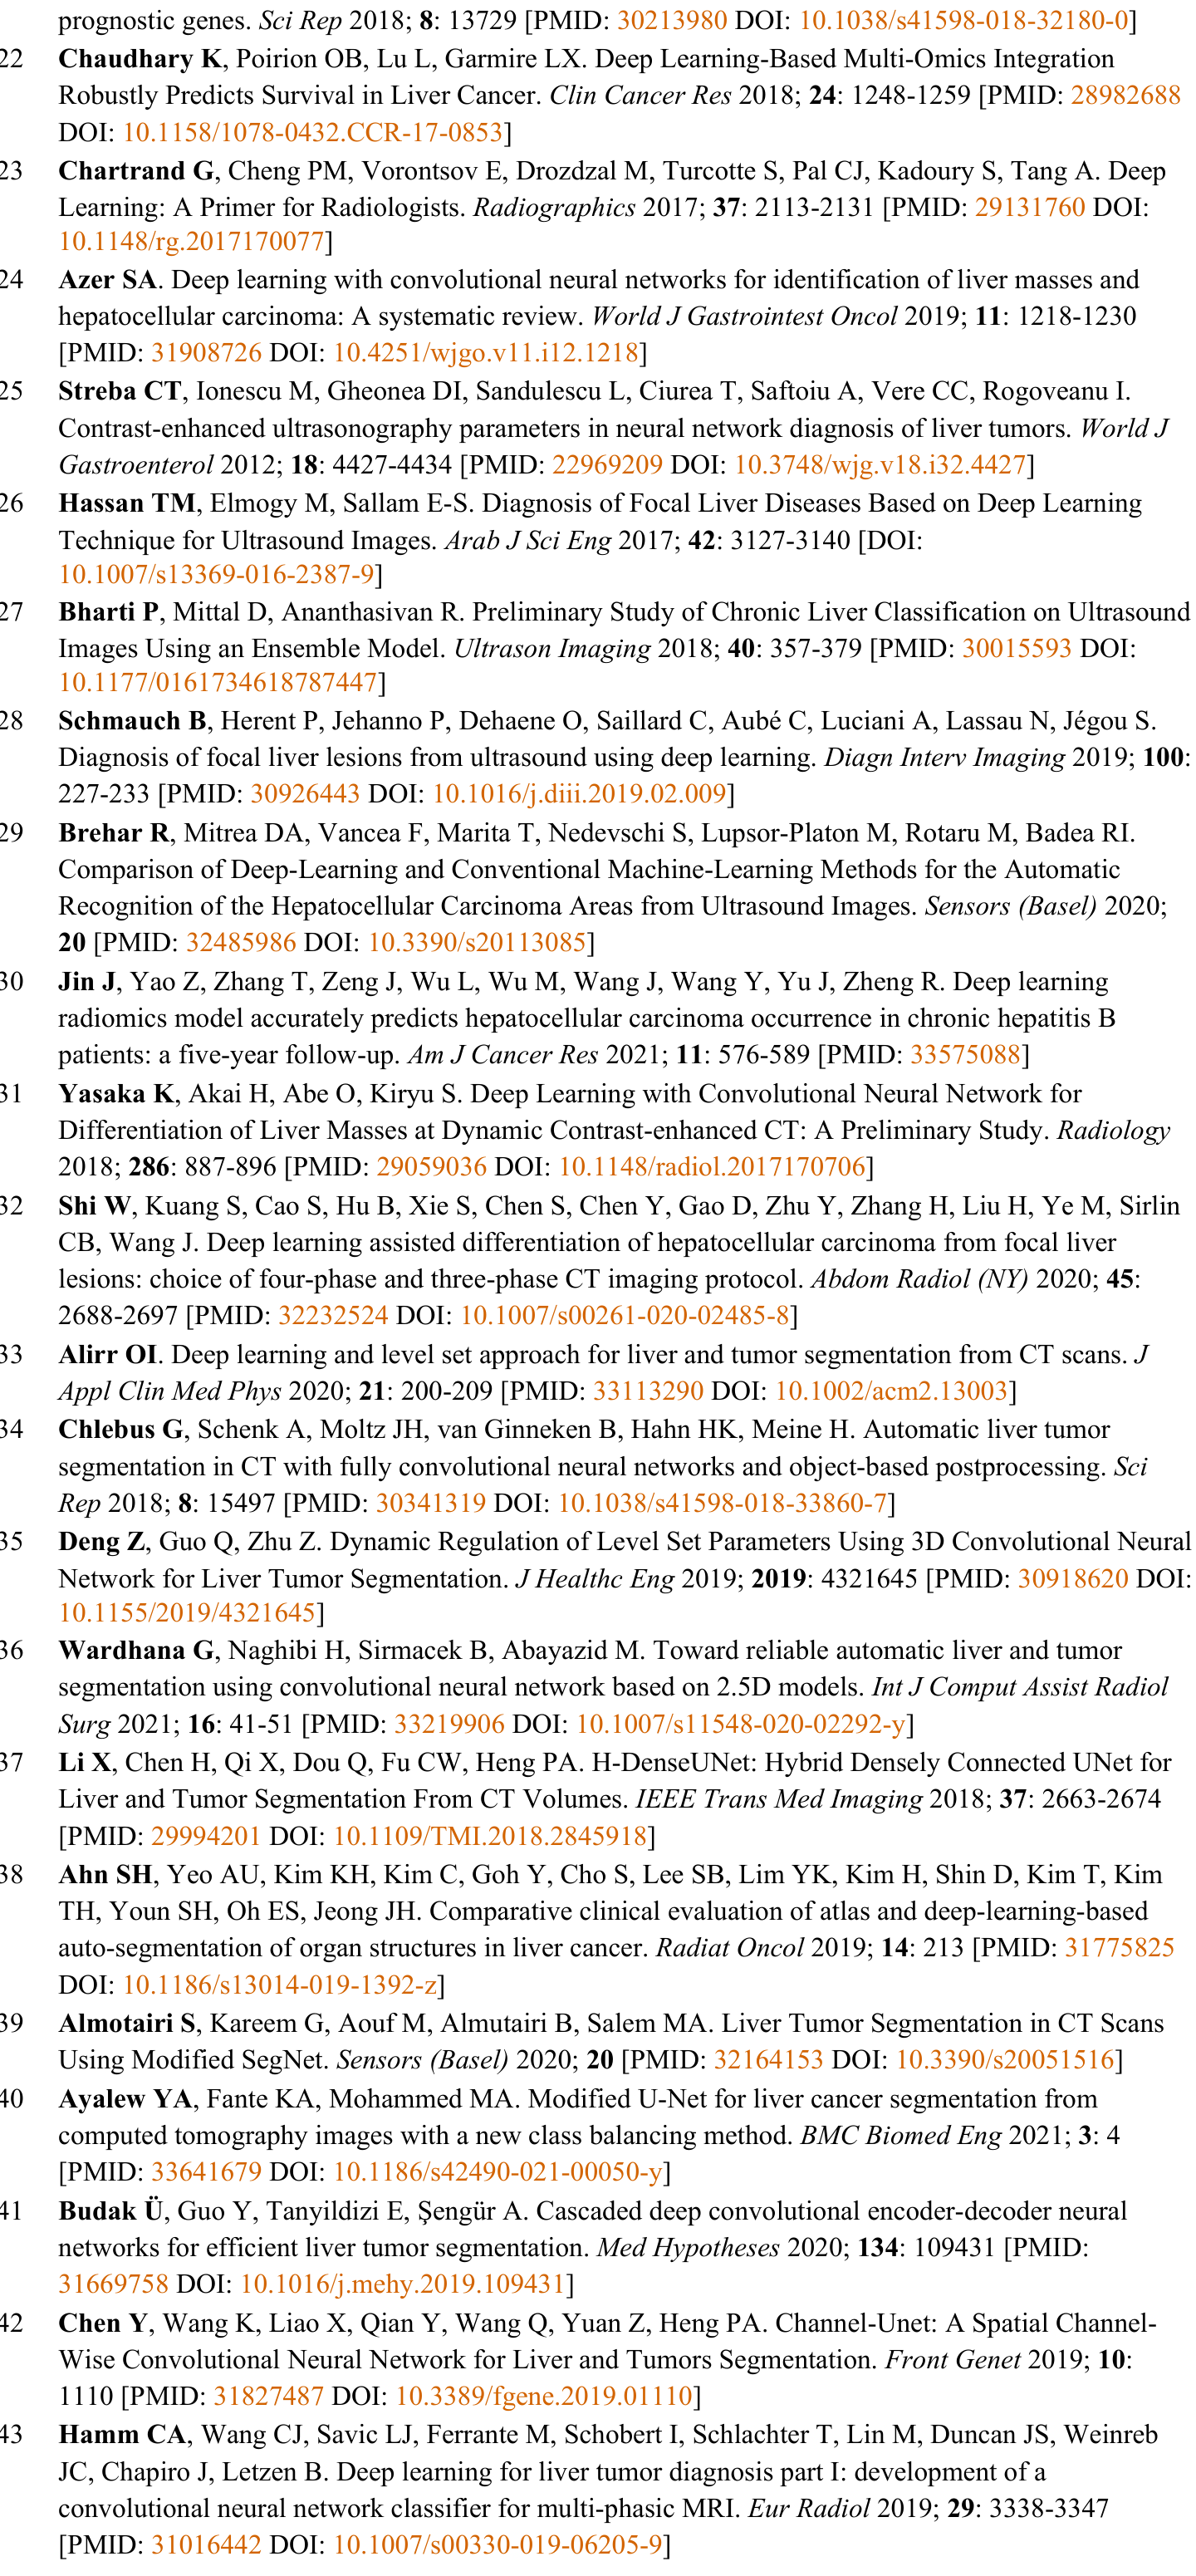 prognostic genes. Sci Rep 2018; 8: 13729 [PMID: 30213980 DOI: 10.1038/s41598-018-32180-0]
22 Chaudhary K, Poirion OB, Lu L, Garmire LX. Deep Learning-Based Multi-Omics Integration
Robustly Predicts Survival in Liver Cancer. Clin Cancer Res 2018; 24: 1248-1259 [PMID: 28982688
DOI: 10.1158/1078-0432.CCR-17-0853]
23 Chartrand G, Cheng PM, Vorontsov E, Drozdzal M, Turcotte S, Pal CJ, Kadoury S, Tang A. Deep
Learning: A Primer for Radiologists. Radiographics 2017; 37: 2113-2131 [PMID: 29131760 DOI:
10.1148/rg.2017170077]
24 Azer SA. Deep learning with convolutional neural networks for identification of liver masses and
hepatocellular carcinoma: A systematic review. World J Gastrointest Oncol 2019; 11: 1218-1230
[PMID: 31908726 DOI: 10.4251/wjgo.v11.i12.1218]
25 Streba CT, Ionescu M, Gheonea DI, Sandulescu L, Ciurea T, Saftoiu A, Vere CC, Rogoveanu I.
Contrast-enhanced ultrasonography parameters in neural network diagnosis of liver tumors. World J
Gastroenterol 2012; 18: 4427-4434 [PMID: 22969209 DOI: 10.3748/wjg.v18.i32.4427]
26 Hassan TM, Elmogy M, Sallam E-S. Diagnosis of Focal Liver Diseases Based on Deep Learning
Technique for Ultrasound Images. Arab J Sci Eng 2017; 42: 3127-3140 [DOI:
10.1007/s13369-016-2387-9]
27 Bharti P, Mittal D, Ananthasivan R. Preliminary Study of Chronic Liver Classification on Ultrasound
Images Using an Ensemble Model. Ultrason Imaging 2018; 40: 357-379 [PMID: 30015593 DOI:
10.1177/0161734618787447]
28 Schmauch B, Herent P, Jehanno P, Dehaene O, Saillard C, Aubé C, Luciani A, Lassau N, Jégou S.
Diagnosis of focal liver lesions from ultrasound using deep learning. Diagn Interv Imaging 2019; 100:
227-233 [PMID: 30926443 DOI: 10.1016/j.diii.2019.02.009]
29 Brehar R, Mitrea DA, Vancea F, Marita T, Nedevschi S, Lupsor-Platon M, Rotaru M, Badea RI.
Comparison of Deep-Learning and Conventional Machine-Learning Methods for the Automatic
Recognition of the Hepatocellular Carcinoma Areas from Ultrasound Images. Sensors (Basel) 2020;
20 [PMID: 32485986 DOI: 10.3390/s20113085]
30 Jin J, Yao Z, Zhang T, Zeng J, Wu L, Wu M, Wang J, Wang Y, Yu J, Zheng R. Deep learning
radiomics model accurately predicts hepatocellular carcinoma occurrence in chronic hepatitis B
patients: a five-year follow-up. Am J Cancer Res 2021; 11: 576-589 [PMID: 33575088]
31 Yasaka K, Akai H, Abe O, Kiryu S. Deep Learning with Convolutional Neural Network for
Differentiation of Liver Masses at Dynamic Contrast-enhanced CT: A Preliminary Study. Radiology
2018; 286: 887-896 [PMID: 29059036 DOI: 10.1148/radiol.2017170706]
32 Shi W, Kuang S, Cao S, Hu B, Xie S, Chen S, Chen Y, Gao D, Zhu Y, Zhang H, Liu H, Ye M, Sirlin
CB, Wang J. Deep learning assisted differentiation of hepatocellular carcinoma from focal liver
lesions: choice of four-phase and three-phase CT imaging protocol. Abdom Radiol (NY) 2020; 45:
2688-2697 [PMID: 32232524 DOI: 10.1007/s00261-020-02485-8]
33 Alirr OI. Deep learning and level set approach for liver and tumor segmentation from CT scans. J
Appl Clin Med Phys 2020; 21: 200-209 [PMID: 33113290 DOI: 10.1002/acm2.13003]
34 Chlebus G, Schenk A, Moltz JH, van Ginneken B, Hahn HK, Meine H. Automatic liver tumor
segmentation in CT with fully convolutional neural networks and object-based postprocessing. Sci
Rep 2018; 8: 15497 [PMID: 30341319 DOI: 10.1038/s41598-018-33860-7]
35 Deng Z, Guo Q, Zhu Z. Dynamic Regulation of Level Set Parameters Using 3D Convolutional Neural
Network for Liver Tumor Segmentation. J Healthc Eng 2019; 2019: 4321645 [PMID: 30918620 DOI:
10.1155/2019/4321645]
36 Wardhana G, Naghibi H, Sirmacek B, Abayazid M. Toward reliable automatic liver and tumor
segmentation using convolutional neural network based on 2.5D models. Int J Comput Assist Radiol
Surg 2021; 16: 41-51 [PMID: 33219906 DOI: 10.1007/s11548-020-02292-y]
37 Li X, Chen H, Qi X, Dou Q, Fu CW, Heng PA. H-DenseUNet: Hybrid Densely Connected UNet for
Liver and Tumor Segmentation From CT Volumes. IEEE Trans Med Imaging 2018; 37: 2663-2674
[PMID: 29994201 DOI: 10.1109/TMI.2018.2845918]
38 Ahn SH, Yeo AU, Kim KH, Kim C, Goh Y, Cho S, Lee SB, Lim YK, Kim H, Shin D, Kim T, Kim
TH, Youn SH, Oh ES, Jeong JH. Comparative clinical evaluation of atlas and deep-learning-based
auto-segmentation of organ structures in liver cancer. Radiat Oncol 2019; 14: 213 [PMID: 31775825
DOI: 10.1186/s13014-019-1392-z]
39 Almotairi S, Kareem G, Aouf M, Almutairi B, Salem MA. Liver Tumor Segmentation in CT Scans
Using Modified SegNet. Sensors (Basel) 2020; 20 [PMID: 32164153 DOI: 10.3390/s20051516]
40 Ayalew YA, Fante KA, Mohammed MA. Modified U-Net for liver cancer segmentation from
computed tomography images with a new class balancing method. BMC Biomed Eng 2021; 3: 4
[PMID: 33641679 DOI: 10.1186/s42490-021-00050-y]
41 Budak Ü, Guo Y, Tanyildizi E, Şengür A. Cascaded deep convolutional encoder-decoder neural
networks for efficient liver tumor segmentation. Med Hypotheses 2020; 134: 109431 [PMID:
31669758 DOI: 10.1016/j.mehy.2019.109431]
42 Chen Y, Wang K, Liao X, Qian Y, Wang Q, Yuan Z, Heng PA. Channel-Unet: A Spatial Channel-
Wise Convolutional Neural Network for Liver and Tumors Segmentation. Front Genet 2019; 10:
1110 [PMID: 31827487 DOI: 10.3389/fgene.2019.01110]
43 Hamm CA, Wang CJ, Savic LJ, Ferrante M, Schobert I, Schlachter T, Lin M, Duncan JS, Weinreb
JC, Chapiro J, Letzen B. Deep learning for liver tumor diagnosis part I: development of a
convolutional neural network classifier for multi-phasic MRI. Eur Radiol 2019; 29: 3338-3347
[PMID: 31016442 DOI: 10.1007/s00330-019-06205-9]